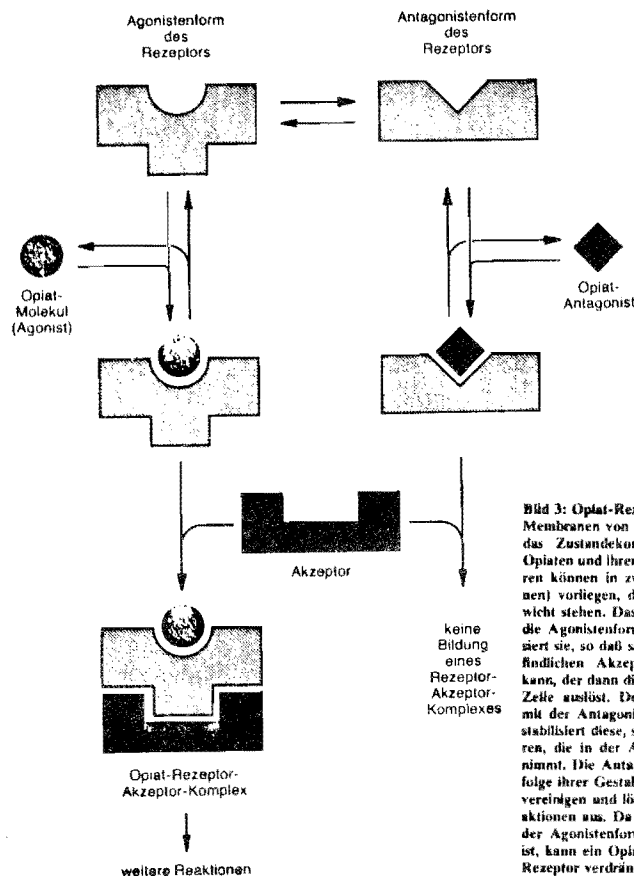 Agonistenform
des
Rezeptors
Antagonistenform
des
Rezeptors
Opiat-
Molekül
(Agonist)
Opiat-
Antagonist
Akzeptor
keine
Bildung
eines
Rezeptor-
Akzeptor-
Komplexes
Opiat-Rezeptor-
Akzeptor-Komplex
weitere Reaktionen
Bild 3: Opiat-Rez
Membranen von
das Zustandekor
Opiaten und ihren
ren können in zv
nen) vorliegen, d
wicht stehen. Das
die Agonistenform
siert sie, so daß s
findlichen Akzep
kann, der dann di
Zelle auslöst. De
mit der Antagoni
stabilisiert diese, s
ren, die in der A
nimmt. Die Anta
folge ihrer Gestal
vereinigen und lö
aktionen aus. Da
der Agonistenfort
ist, kann ein Opi
Rezeptor verdrän